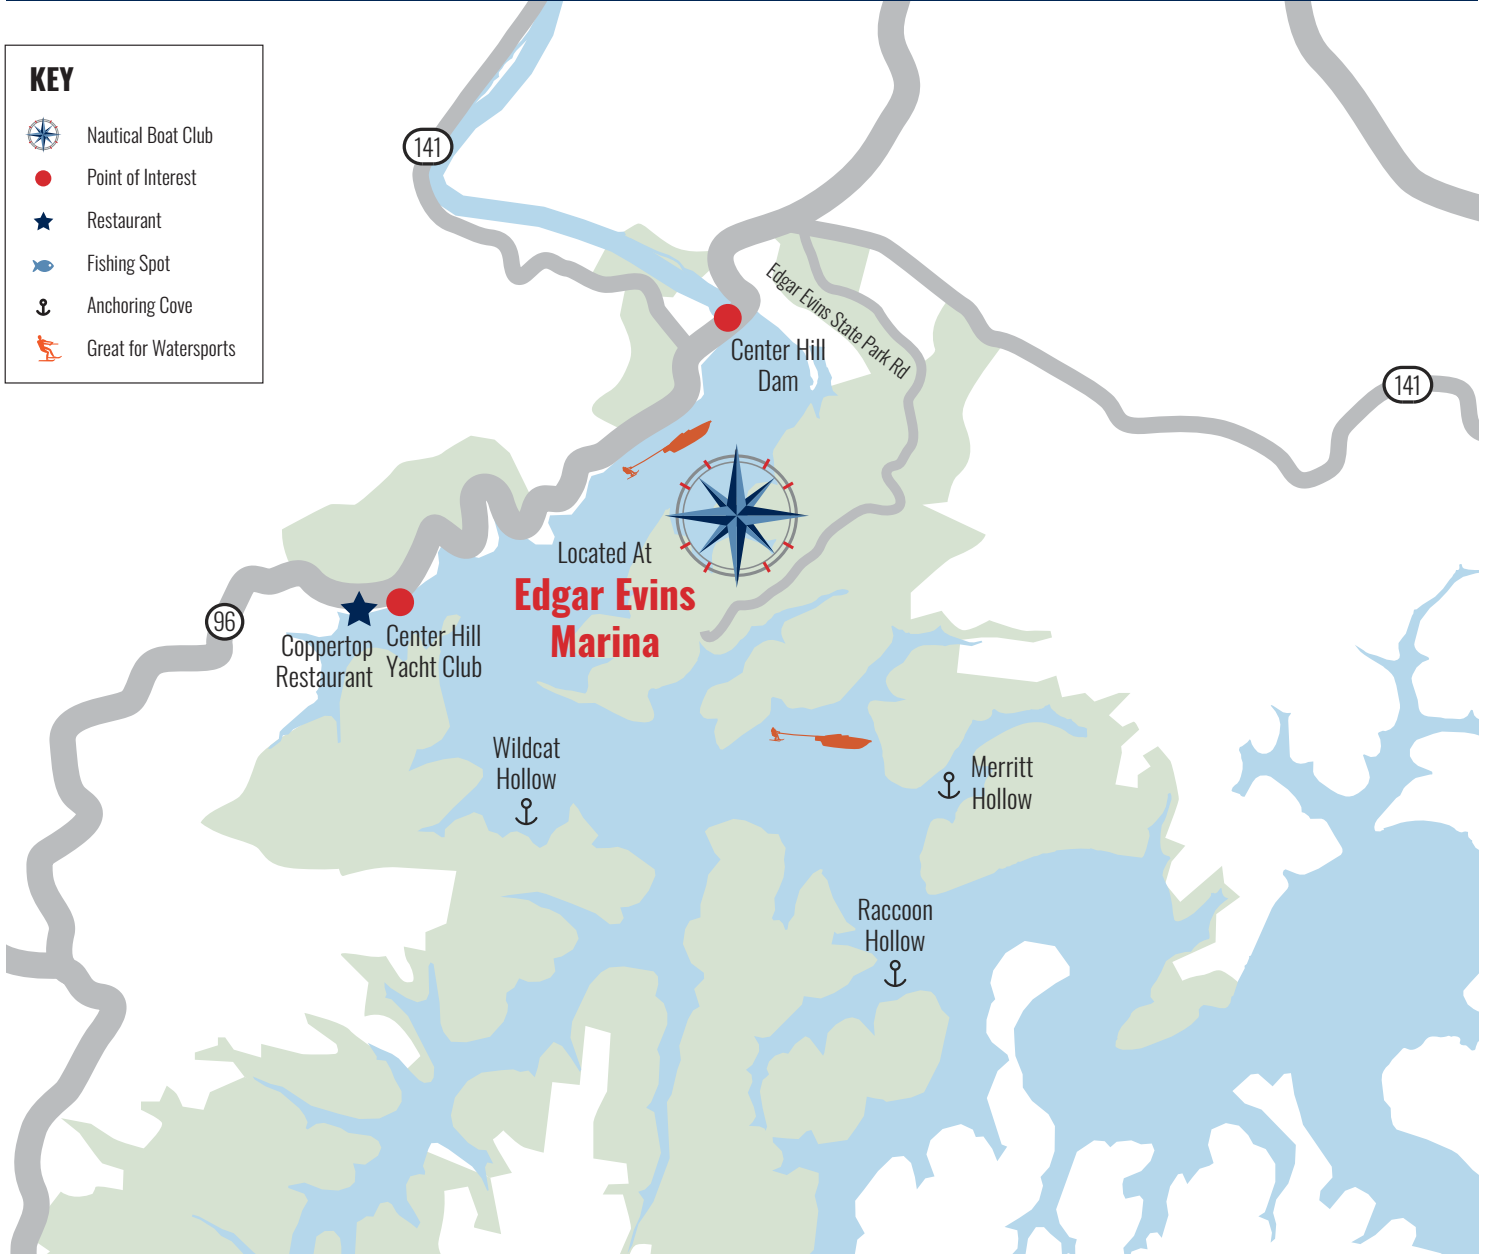 KEY
Nautical Boat Club
Point of Interest
Restaurant
Fishing Spot
Anchoring Cove
Great for Watersports
141
Edgar Evins State Park Rd
Center Hill
Dam
141
Located At
Edgar Evins
Marina
96
Coppertop
Restaurant
Center Hill
Yacht Club
Wildcat
Hollow
Merritt
Hollow
Raccoon
Hollow